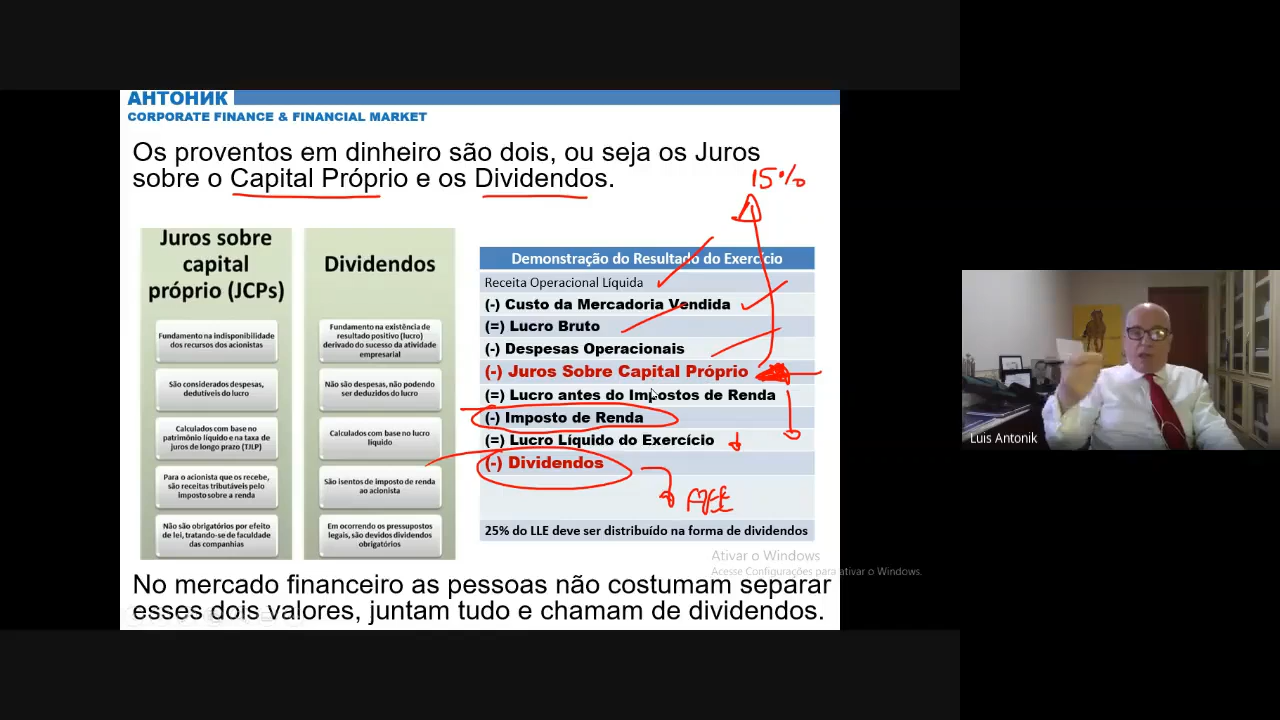 АНТОНИК
CORPORATE FINANCE & FINANCIAL MARKET
Os proventos em dinheiro são dois, ou seja os Juros
sobre o Capital Próprio e os Dividendos.
15%
Juros sobre
capital
próprio (JCPs)
Fundamento na indisponibilidade
dos recursos dos acionistas
São considerados despesas,
dedutíveis do lucro
Calculados com base no
patrimônio líquido e na taxa de
juros de longo prazo (TJLP)
Para o acionista que os recebe,
são receitas tributáveis pelo
imposto sobre a renda
Não são obrigatórios por efeito
de lei, tratando-se de faculdade
das companhias
Dividendos
Fundamento na existência de
resultado positivo (lucro)
derivado do sucesso da atividade
empresarial
Não são despesas, não podendo
ser deduzidos do lucro
Calculados com base no lucro
líquido
São isentos de imposto de renda
ao acionista
Em ocorrendo os pressupostos
legais, são devidos dividendos
obrigatórios
Demonstração do Resultado do Exercício
Receita Operacional Líquida
(-) Custo da Mercadoria Vendida
(=) Lucro Bruto
(-) Despesas Operacionais
(-) Juros Sobre Capital Próprio
(=) Lucro antes do Impostos de Renda
(-) Imposto de Renda
(=) Lucro Líquido do Exercício
(-) Dividendos
25% do LLE deve ser distribuído na forma de dividendos
Ativar o Windows
Acesse Configurações para ativar o Windows.
No mercado financeiro as pessoas não costumam separar
esses dois valores, juntam tudo e chamam de dividendos.
Luis Antonik